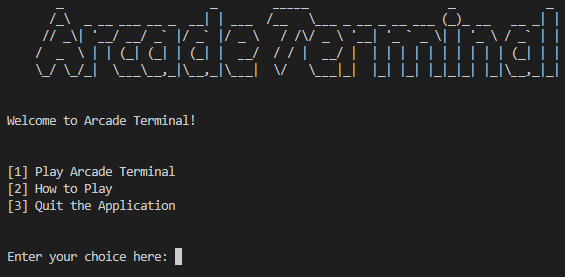 Arcade Terminal
Welcome to Arcade Terminal!
[1] Play Arcade Terminal
[2] How to Play
[3] Quit the Application
Enter your choice here: